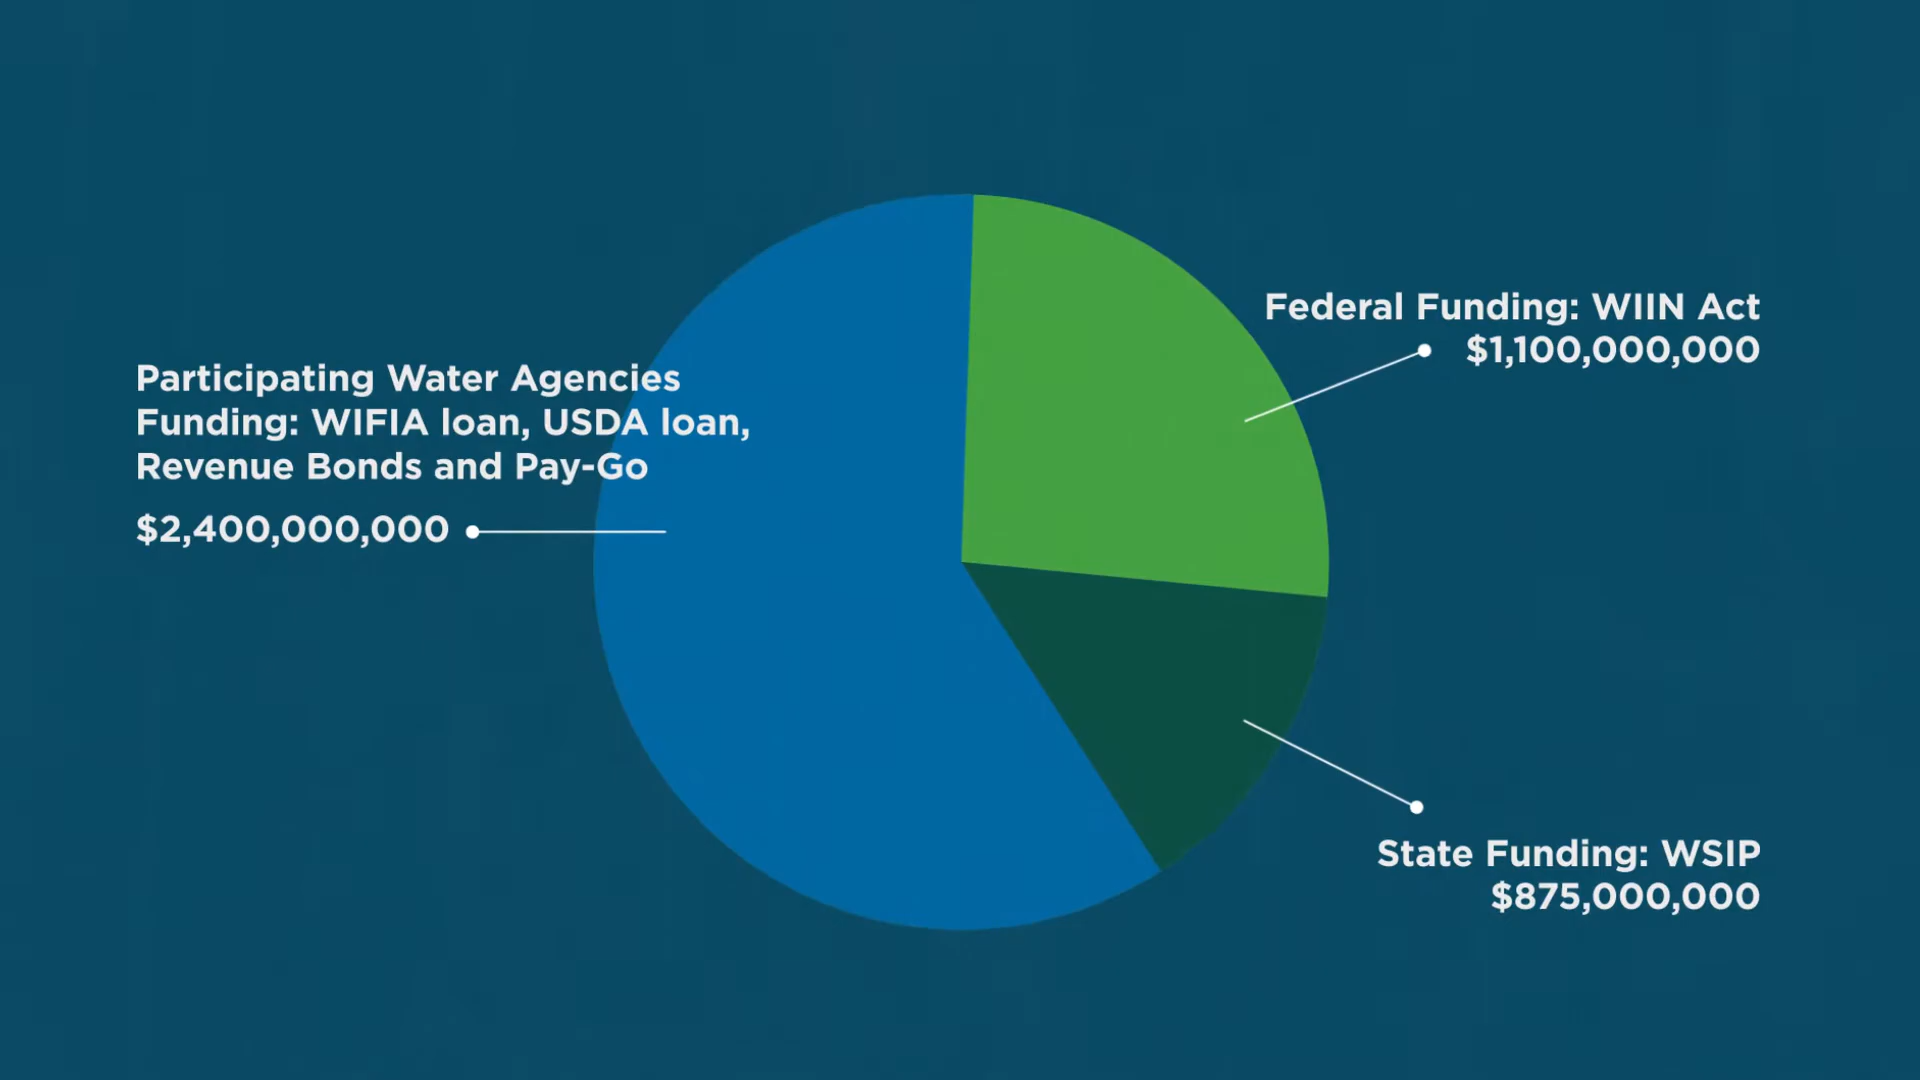 Participating Water Agencies
Funding: WIFIA loan, USDA loan,
Revenue Bonds and Pay-Go
$2,400,000,000
Federal Funding: WIIN Act
$1,100,000,000
State Funding: WSIP
$875,000,000